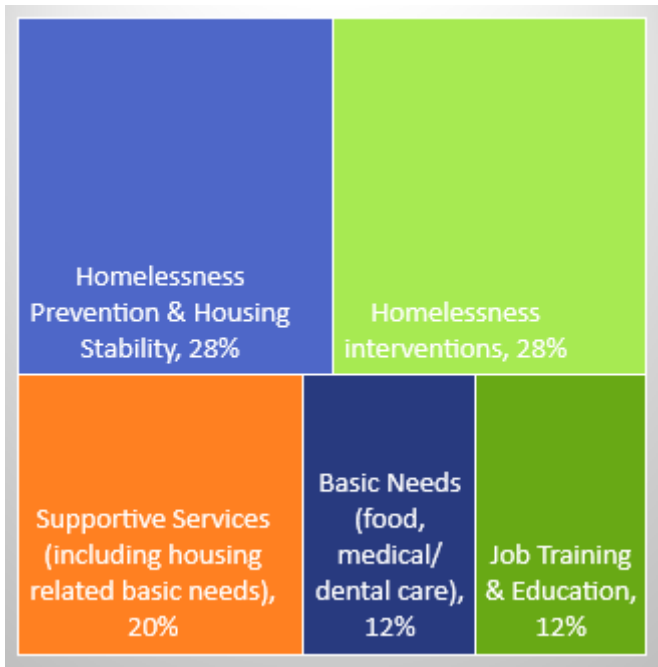 Homelessness
Prevention & Housing
Stability, 28%
Homelessness
interventions, 28%
Supportive Services
(including housing
related basic needs),
20%
Basic Needs
(food,
medical/
dental care),
12%
Job Training
& Education,
12%